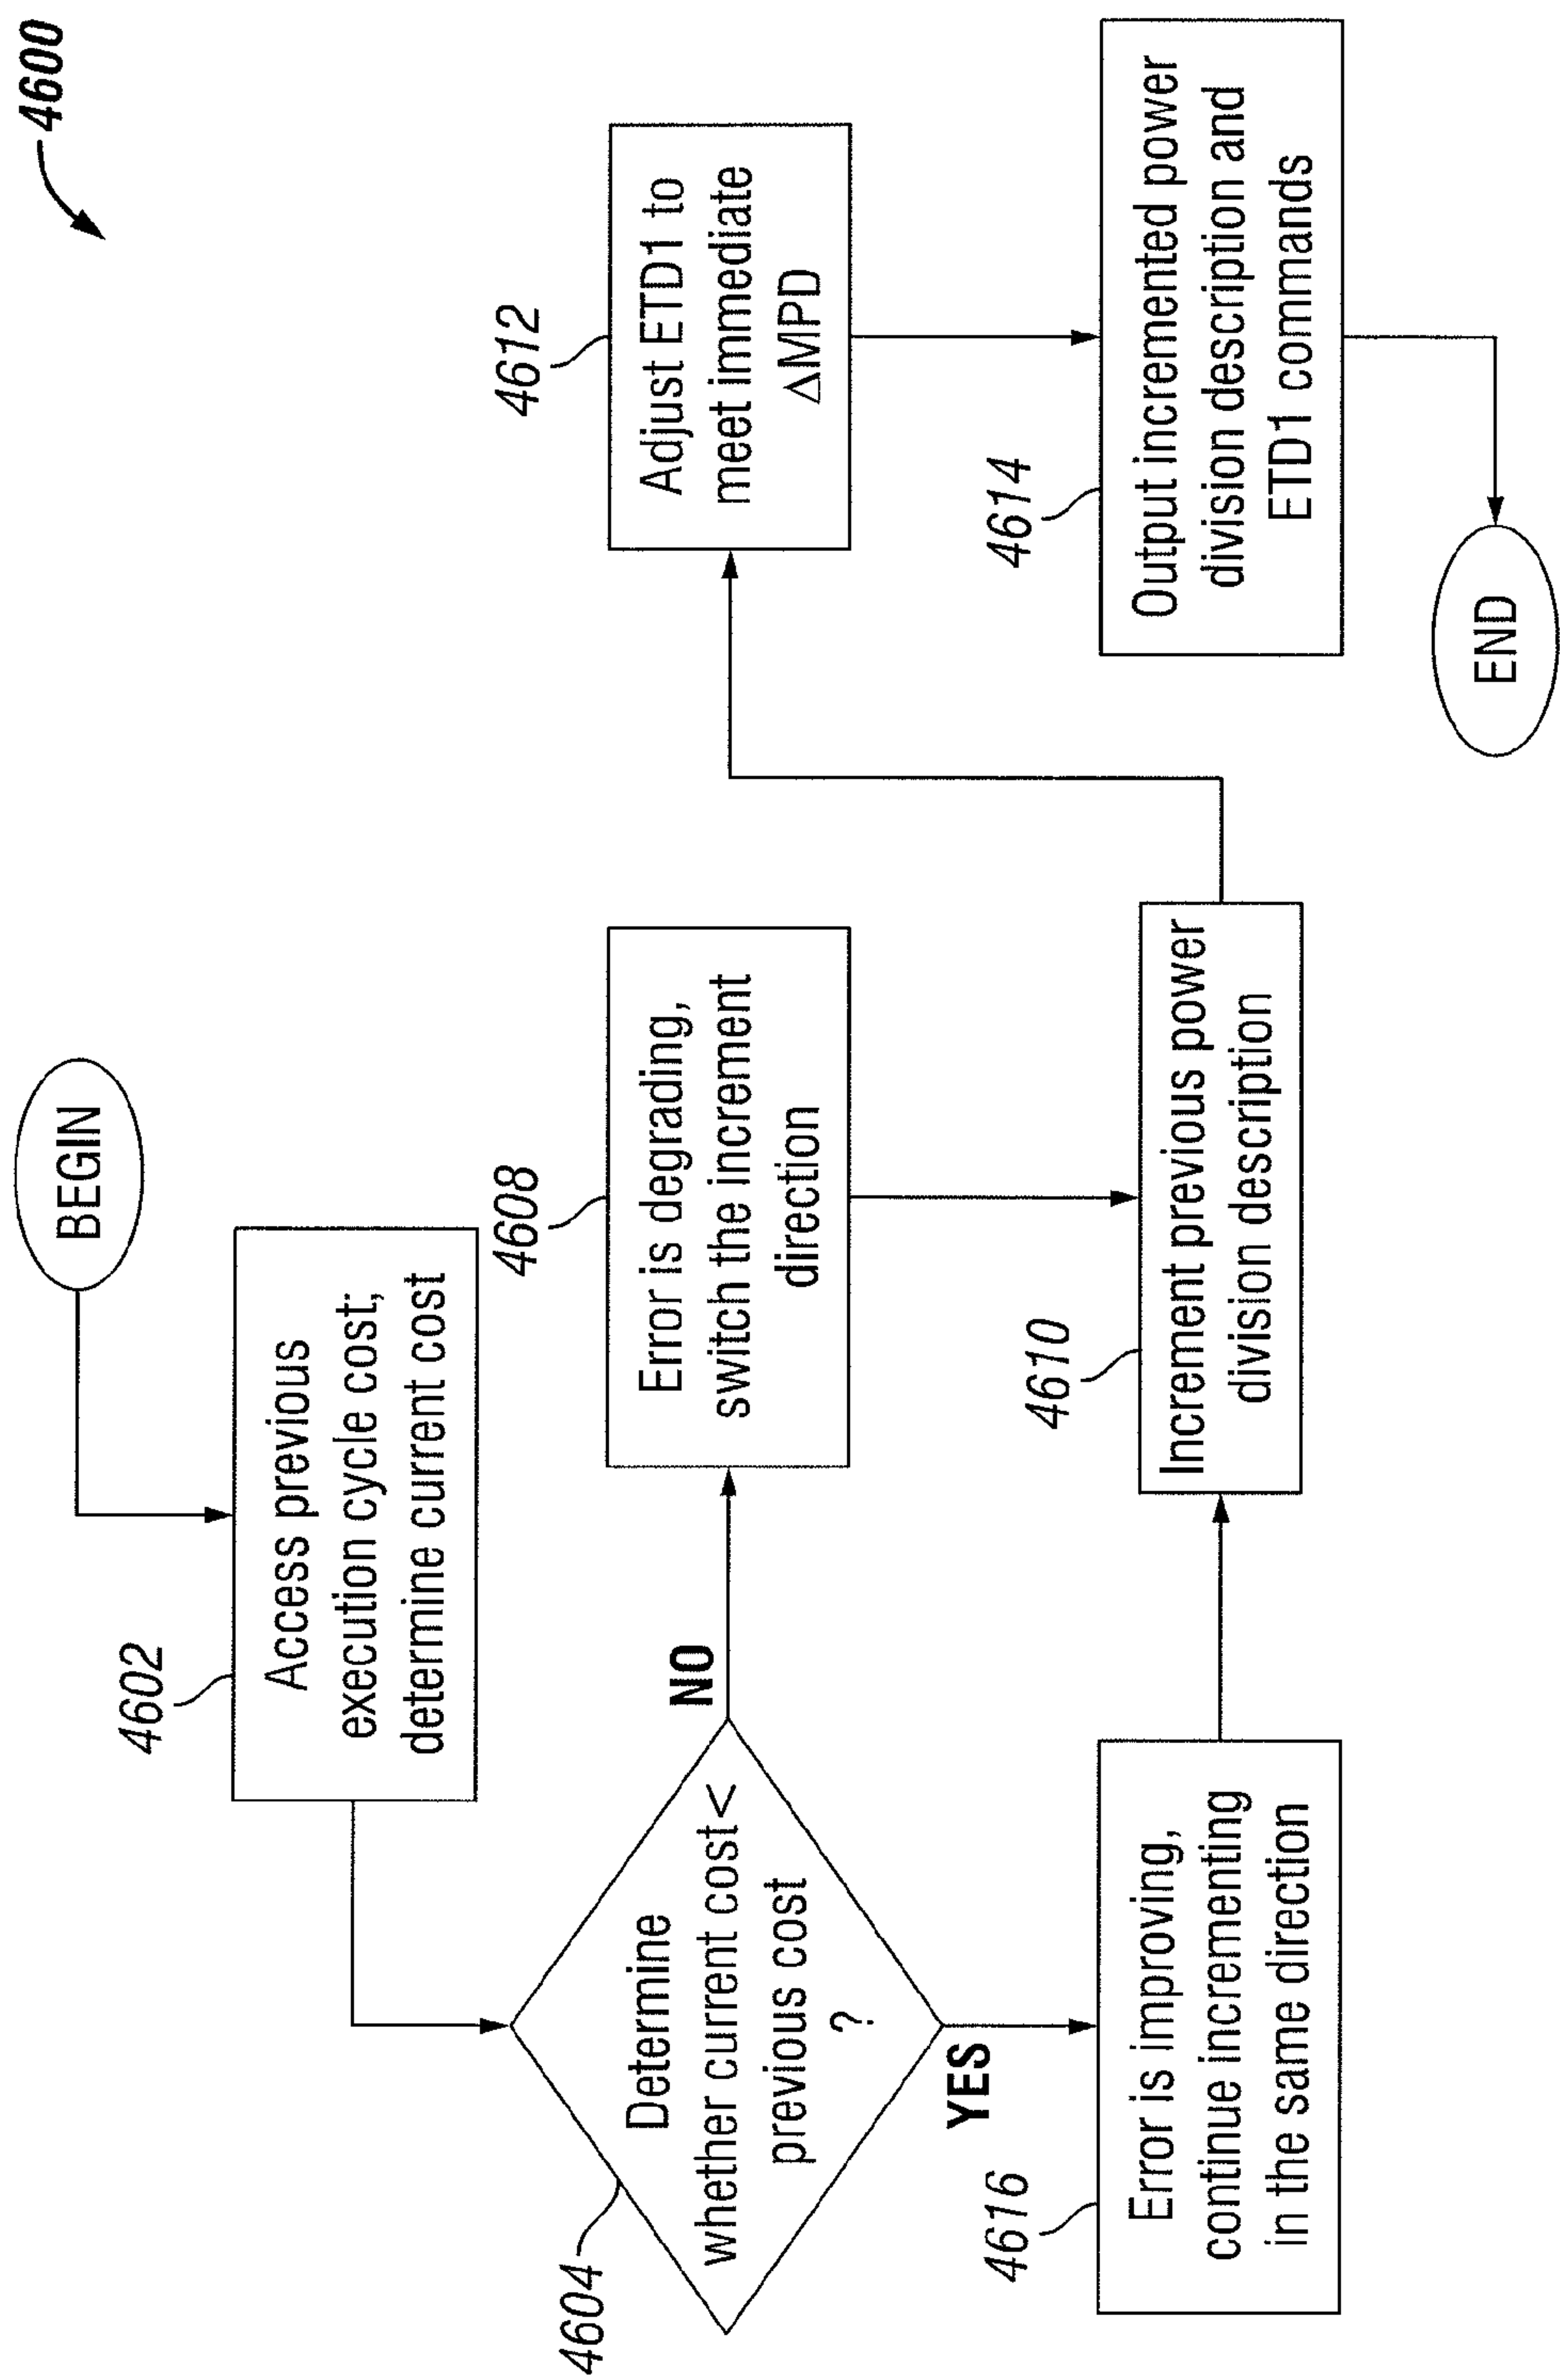 4600
BEGIN
4602
Access previous
execution cycle cost;
determine current cost
4604
Determine
whether current cost <
previous cost
?
NO
YES
4608
Error is degrading,
switch the increment
direction
4616
Error is improving,
continue incrementing
in the same direction
4610
Increment previous power
division description
4612
Adjust ETD1 to
meet immediate
ΔMPD
4614
Output incremented power
division description and
ETD1 commands
END